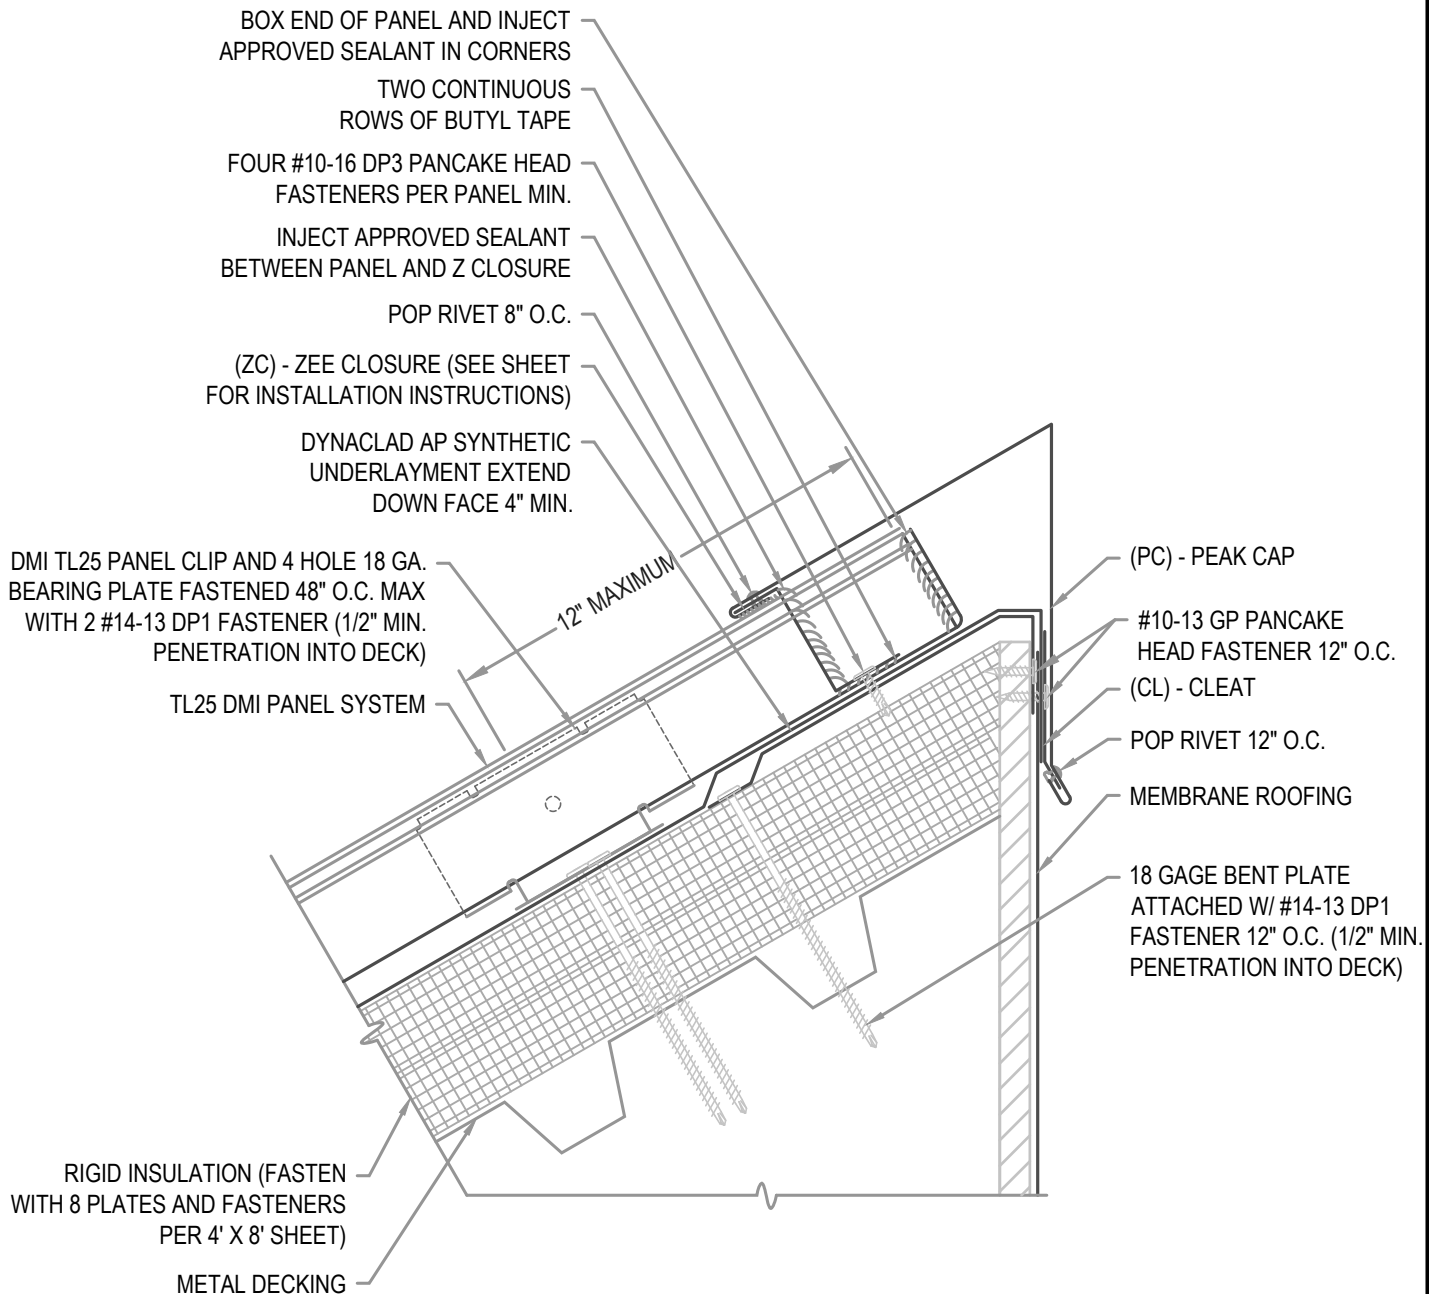 BOX END OF PANEL AND INJECT
APPROVED SEALANT IN CORNERS
TWO CONTINUOUS
ROWS OF BUTYL TAPE
FOUR #10-16 DP3 PANCAKE HEAD
FASTENERS PER PANEL MIN.
INJECT APPROVED SEALANT
BETWEEN PANEL AND Z CLOSURE
POP RIVET 8" O.C.
(ZC) - ZEE CLOSURE (SEE SHEET
FOR INSTALLATION INSTRUCTIONS)
DYNACLAD AP SYNTHETIC
UNDERLAYMENT EXTEND
DOWN FACE 4" MIN.
DMI TL25 PANEL CLIP AND 4 HOLE 18 GA.
BEARING PLATE FASTENED 48" O.C. MAX
WITH 2 #14-13 DP1 FASTENER (1/2" MIN.
PENETRATION INTO DECK)
TL25 DMI PANEL SYSTEM
12" MAXIMUM
(PC) - PEAK CAP
#10-13 GP PANCAKE
HEAD FASTENER 12" O.C.
(CL) - CLEAT
POP RIVET 12" O.C.
MEMBRANE ROOFING
18 GAGE BENT PLATE
ATTACHED W/ #14-13 DP1
FASTENER 12" O.C. (1/2" MIN.
PENETRATION INTO DECK)
RIGID INSULATION (FASTEN
WITH 8 PLATES AND FASTENERS
PER 4' X 8' SHEET)
METAL DECKING